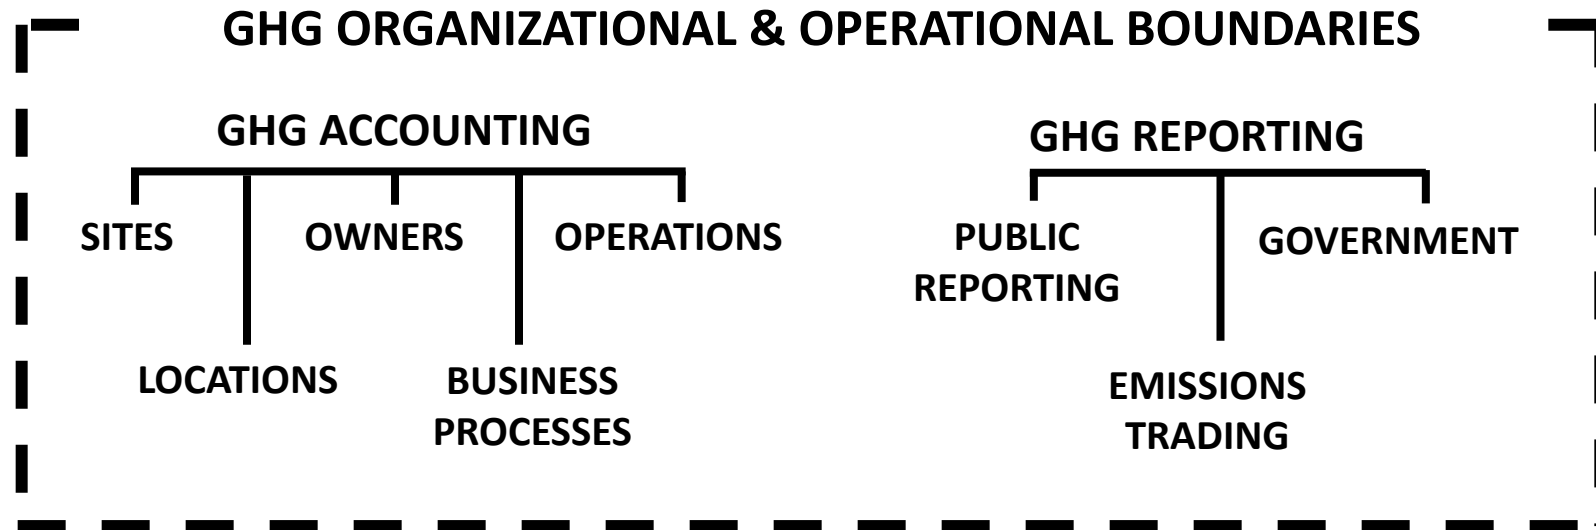 GHG ORGANIZATIONAL & OPERATIONAL BOUNDARIES
GHG ACCOUNTING
SITES
OWNERS
OPERATIONS
LOCATIONS
BUSINESS
PROCESSES
GHG REPORTING
PUBLIC
REPORTING
GOVERNMENT
EMISSIONS
TRADING